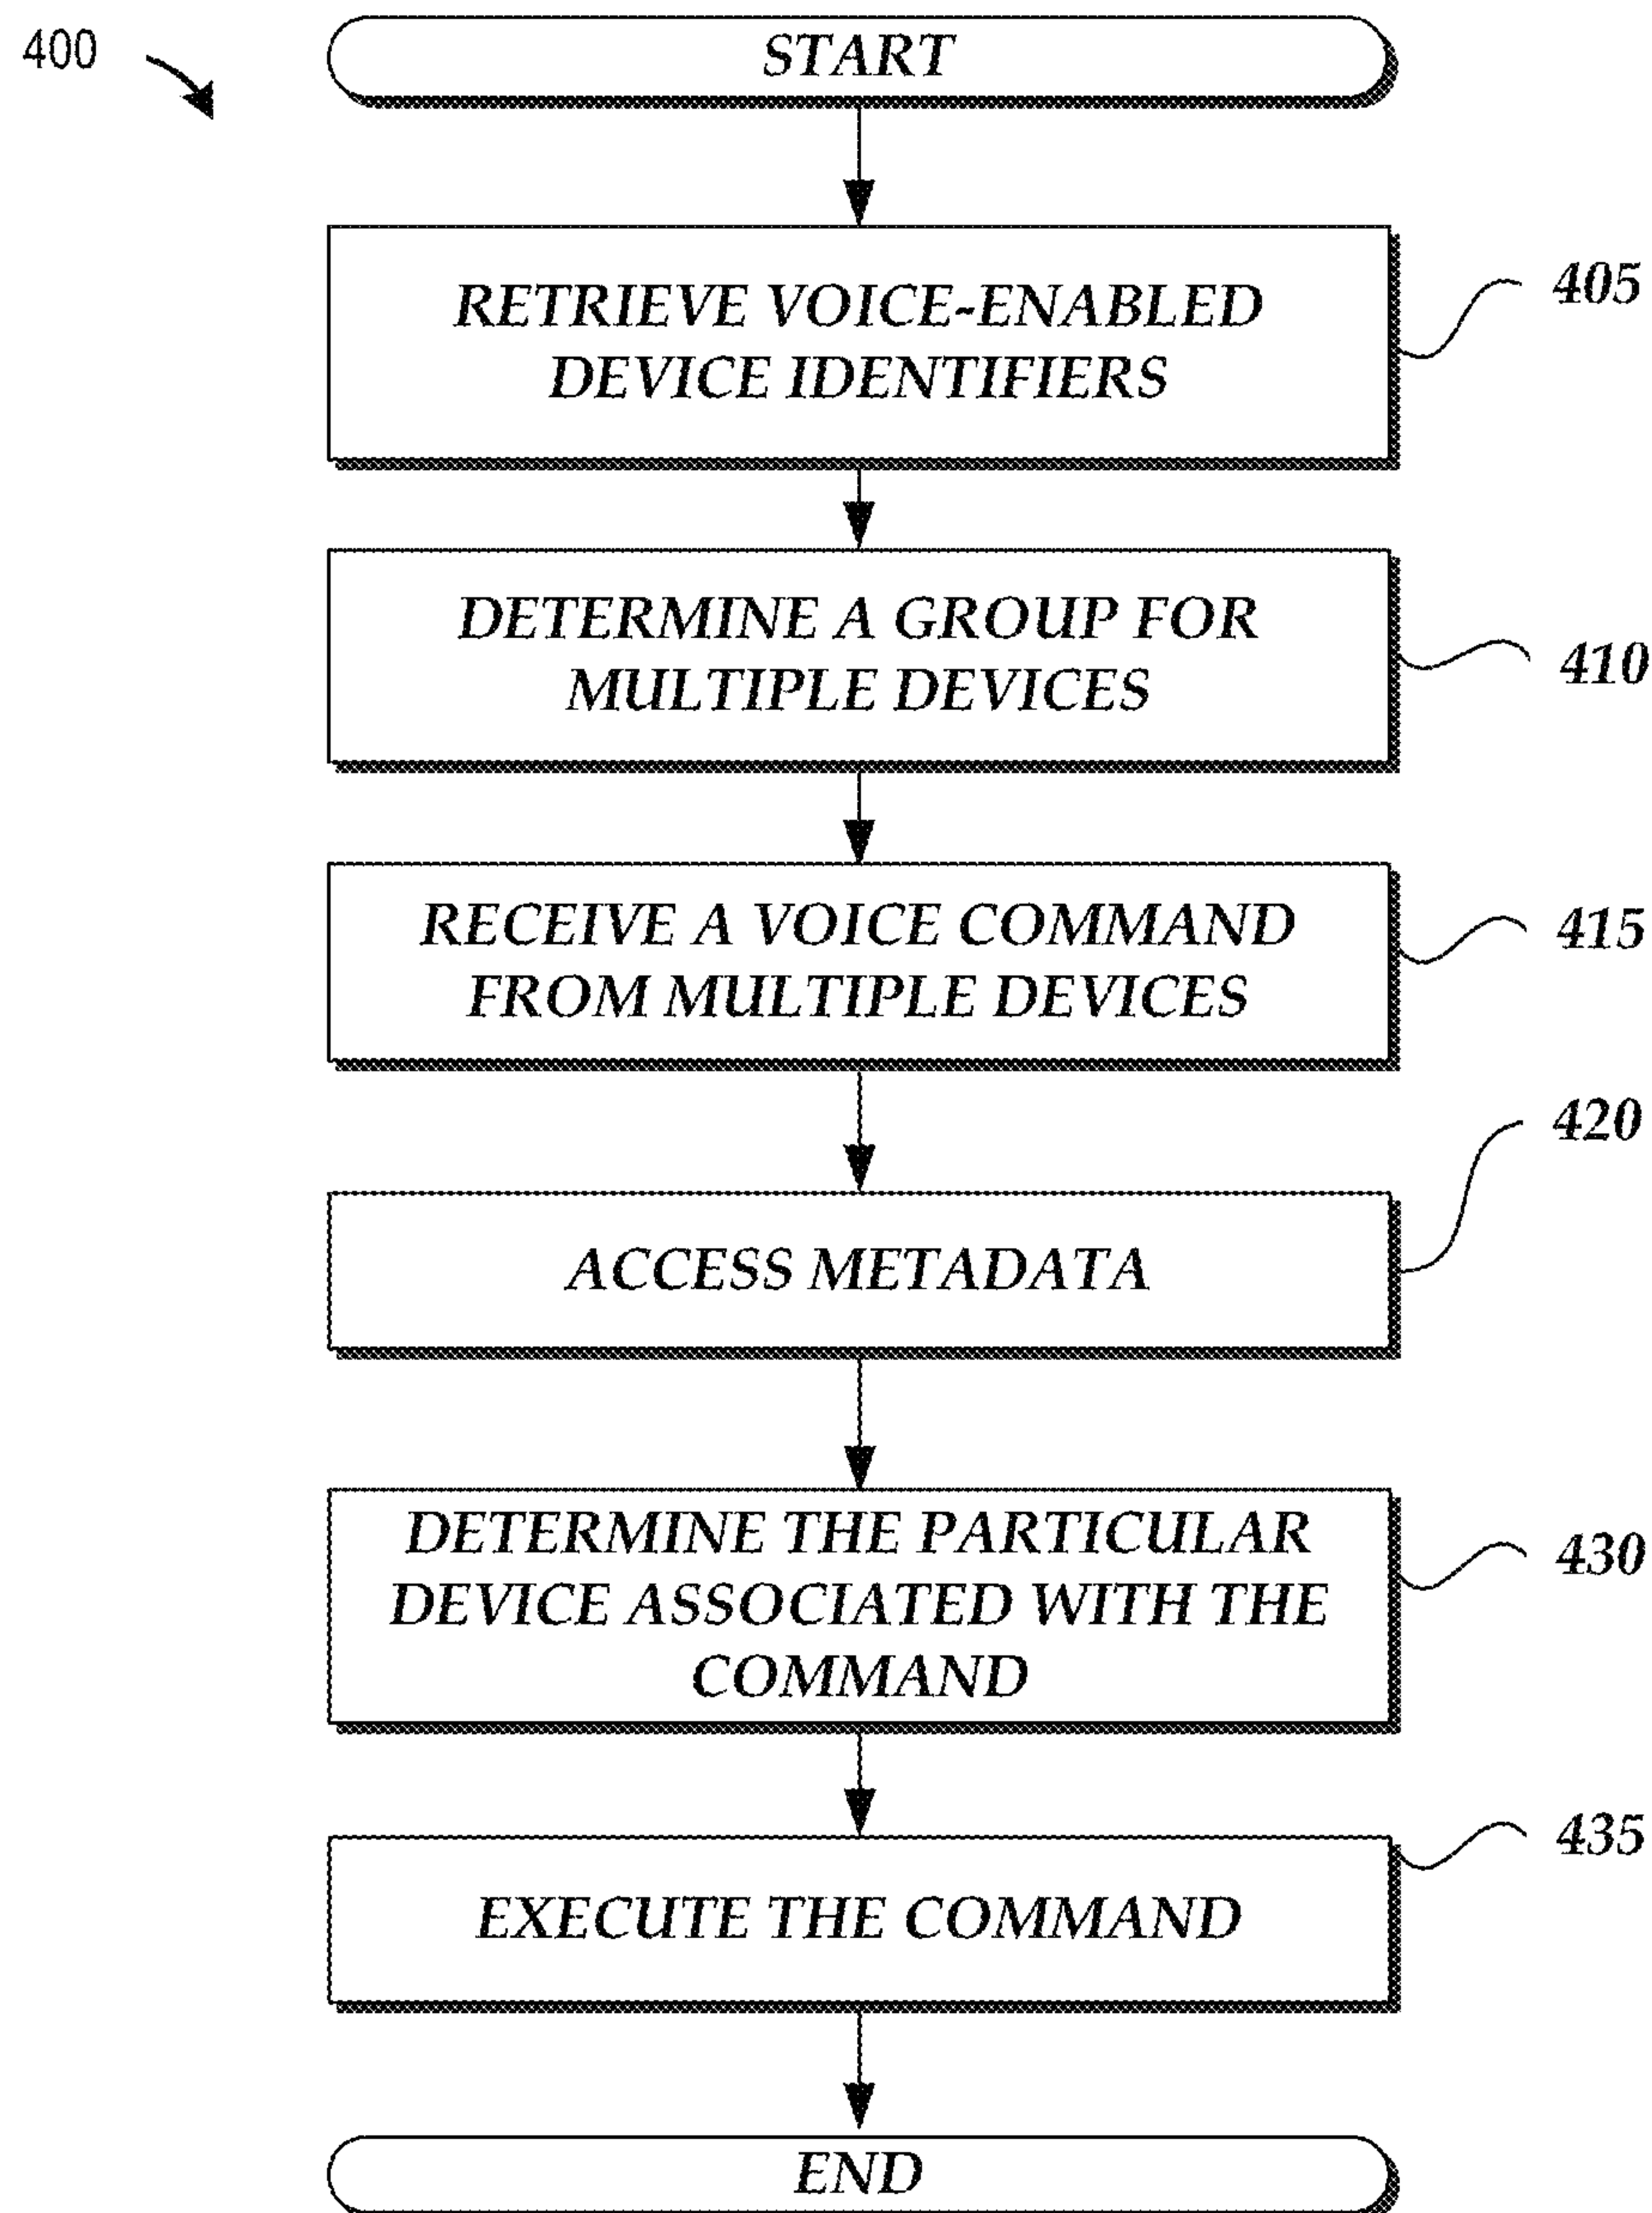 400
START
RETRIEVE VOICE-ENABLED
DEVICE IDENTIFIERS
405
DETERMINE A GROUP FOR
MULTIPLE DEVICES
410
RECEIVE A VOICE COMMAND
FROM MULTIPLE DEVICES
415
420
ACCESS METADATA
DETERMINE THE PARTICULAR
DEVICE ASSOCIATED WITH THE
COMMAND
430
EXECUTE THE COMMAND
435
END